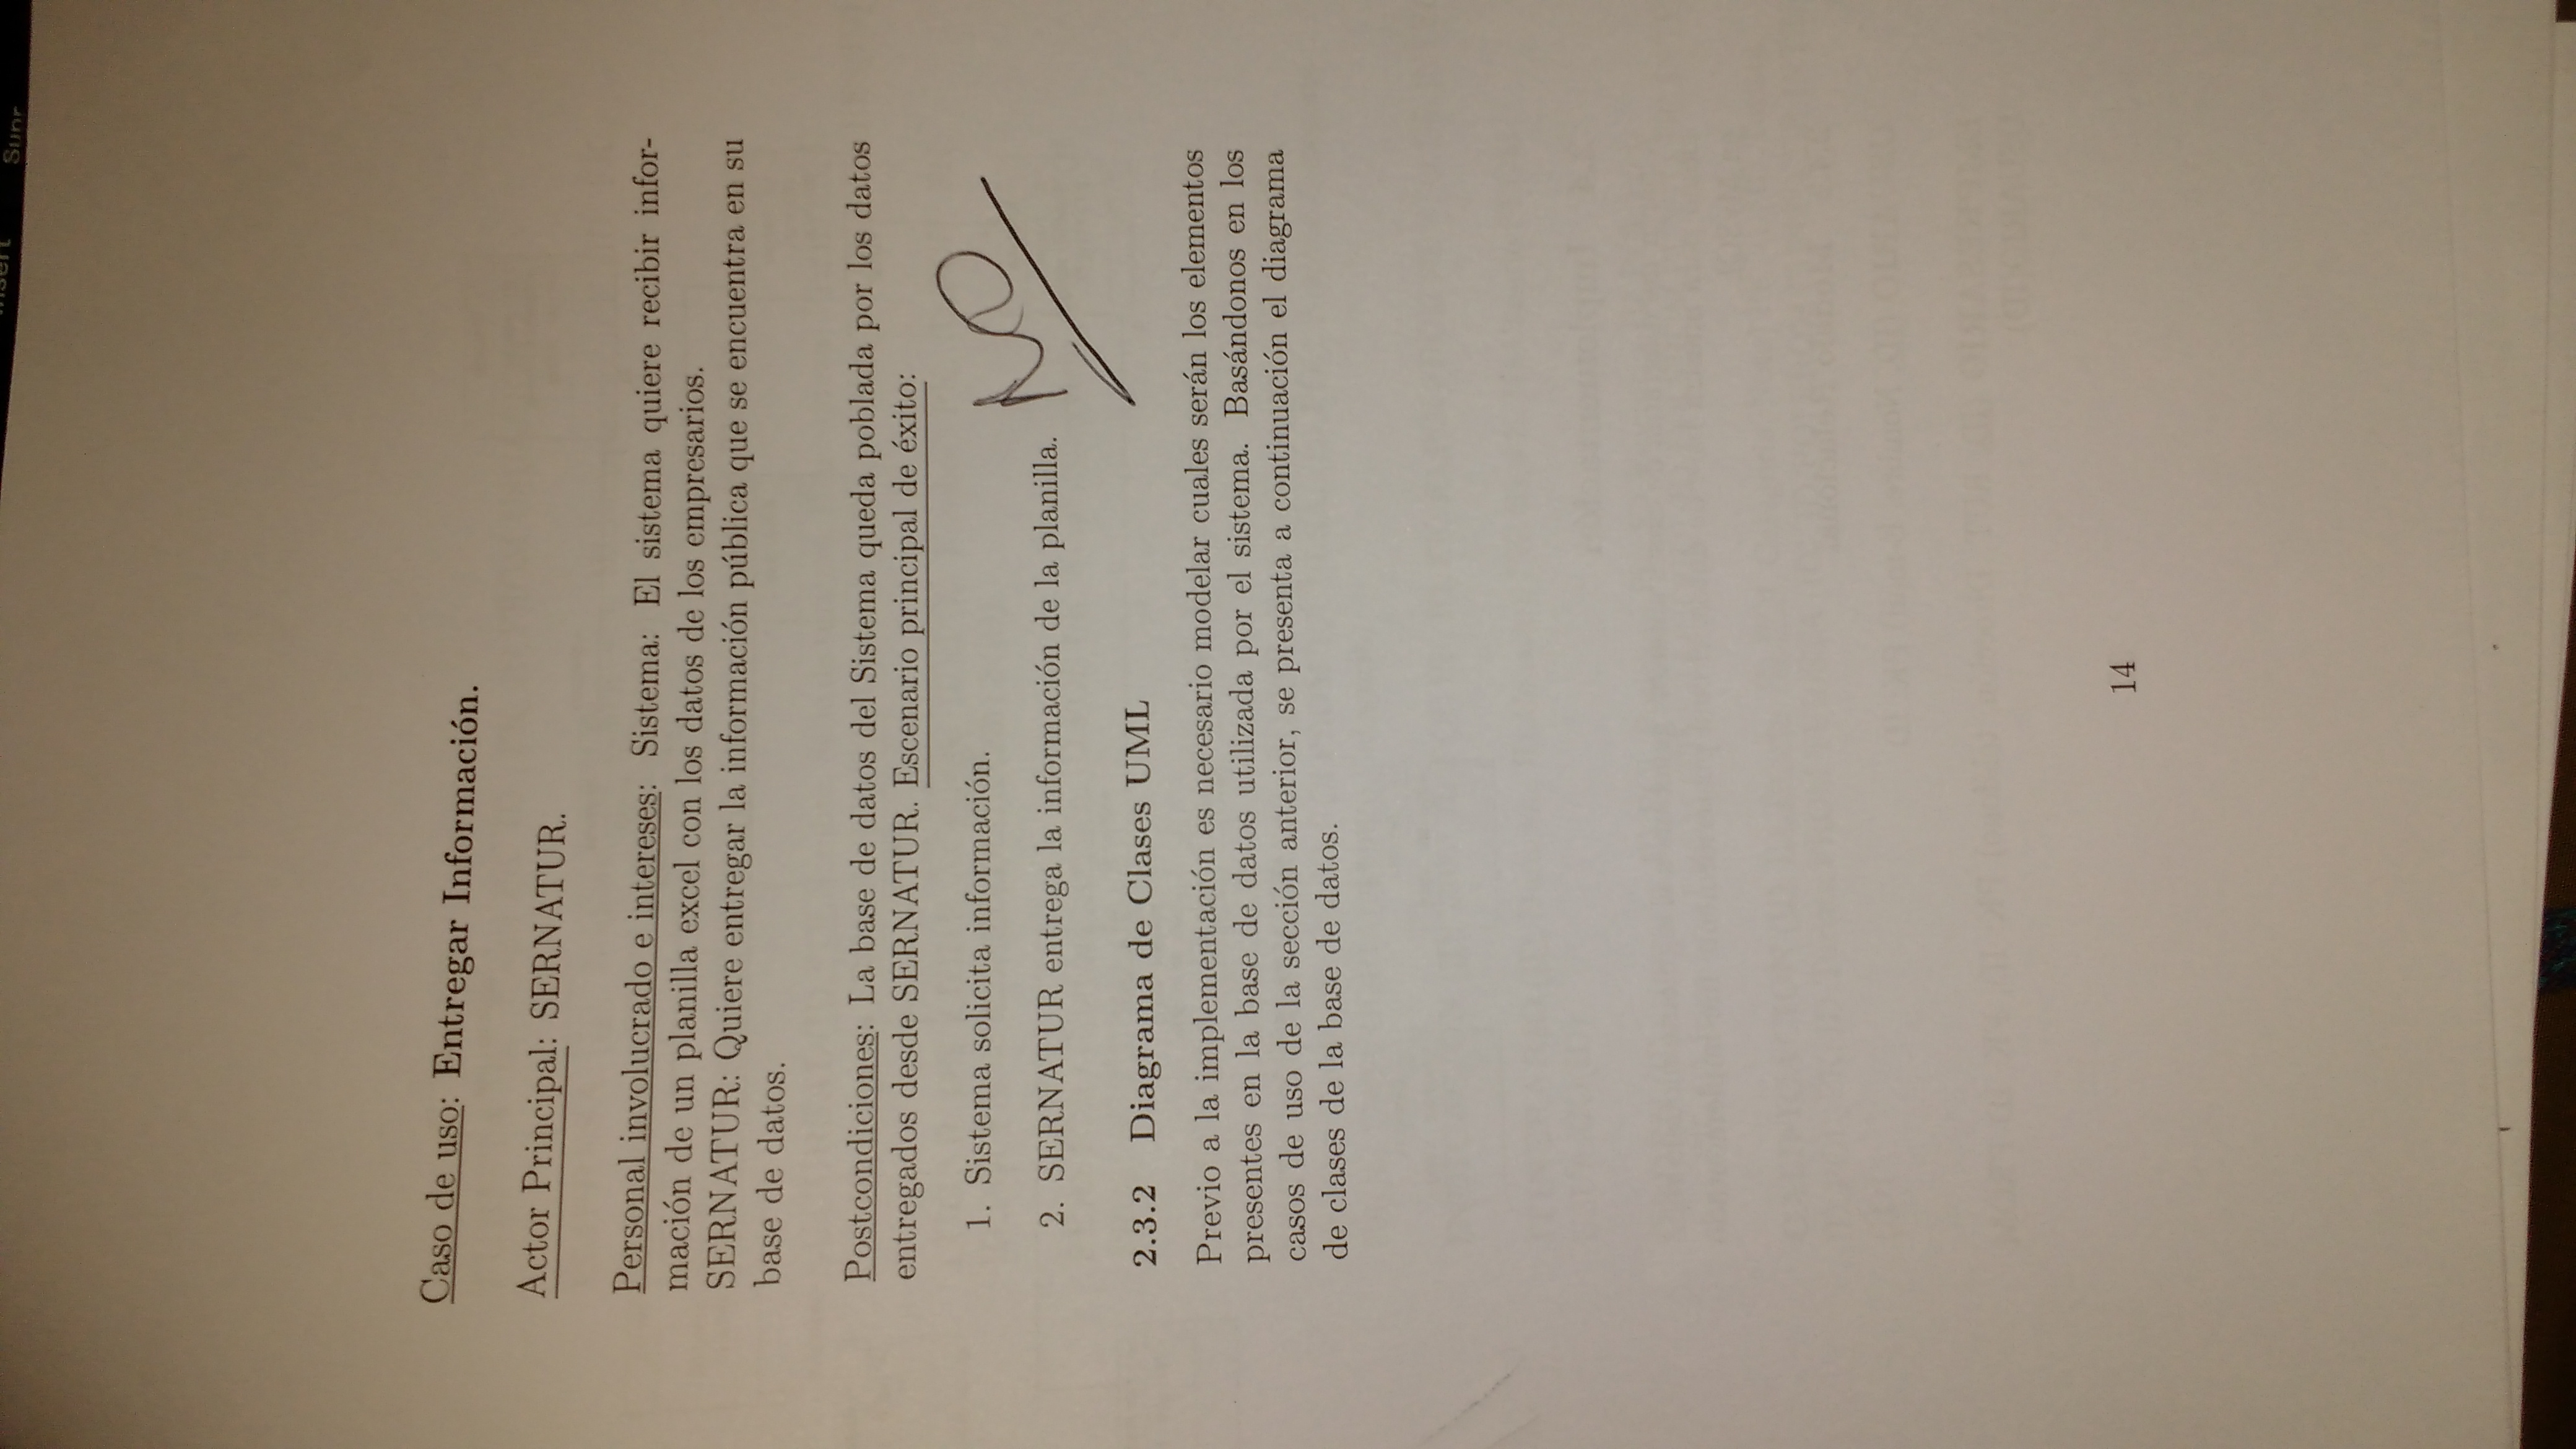 Caso de uso: Entregar Información.
Actor Principal: SERNATUR.
Personal involucrado e intereses: Sistema: El sistema quiere recibir infor-
mación de un planilla excel con los datos de los empresarios.
SERNATUR: Quiere entregar la información pública que se encuentra en su
base de datos.
Postcondiciones: La base de datos del Sistema queda poblada por los datos
entregados desde SERNATUR. Escenario principal de éxito:
1. Sistema solicita información.
2. SERNATUR entrega la información de la planilla.
NO
2.3.2 Diagrama de Clases UML
Previo a la implementación es necesario modelar cuales serán los elementos
presentes en la base de datos utilizada por el sistema. Basándonos en los
casos de uso de la sección anterior, se presenta a continuación el diagrama
de clases de la base de datos.
14